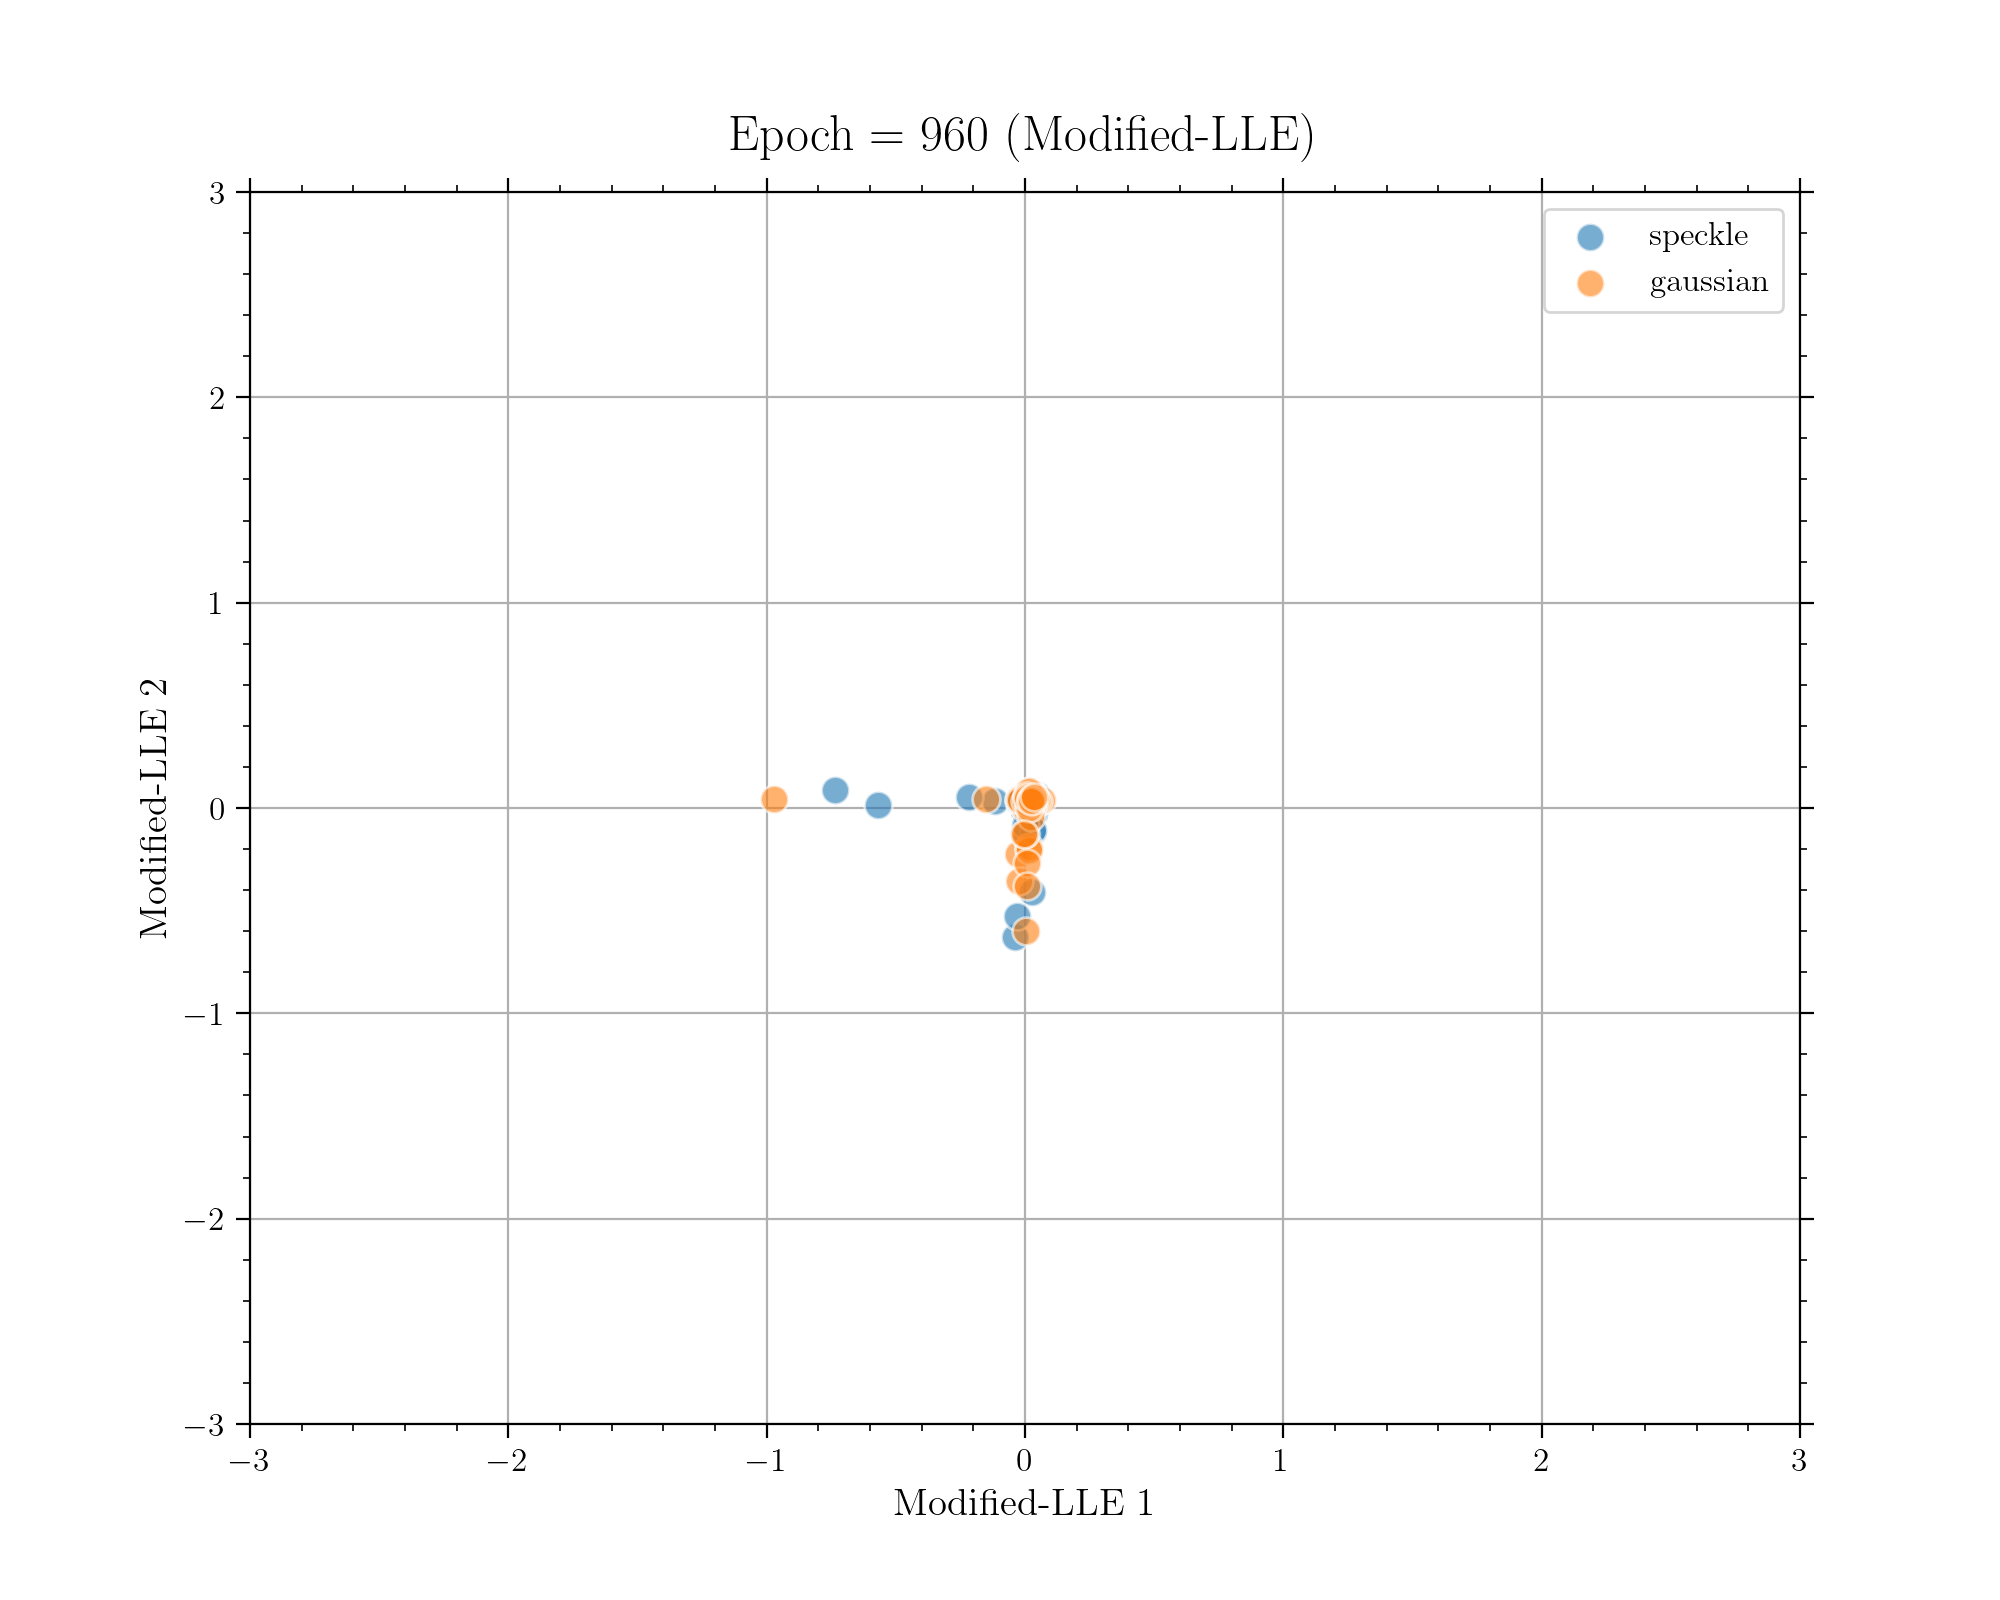 Epoch = 960 (Modified-LLE)
speckle
gaussian
3
2
1
0
−1
−2
−3
Modified-LLE 2
−3 −2 −1 0 1 2 3
Modified-LLE 1